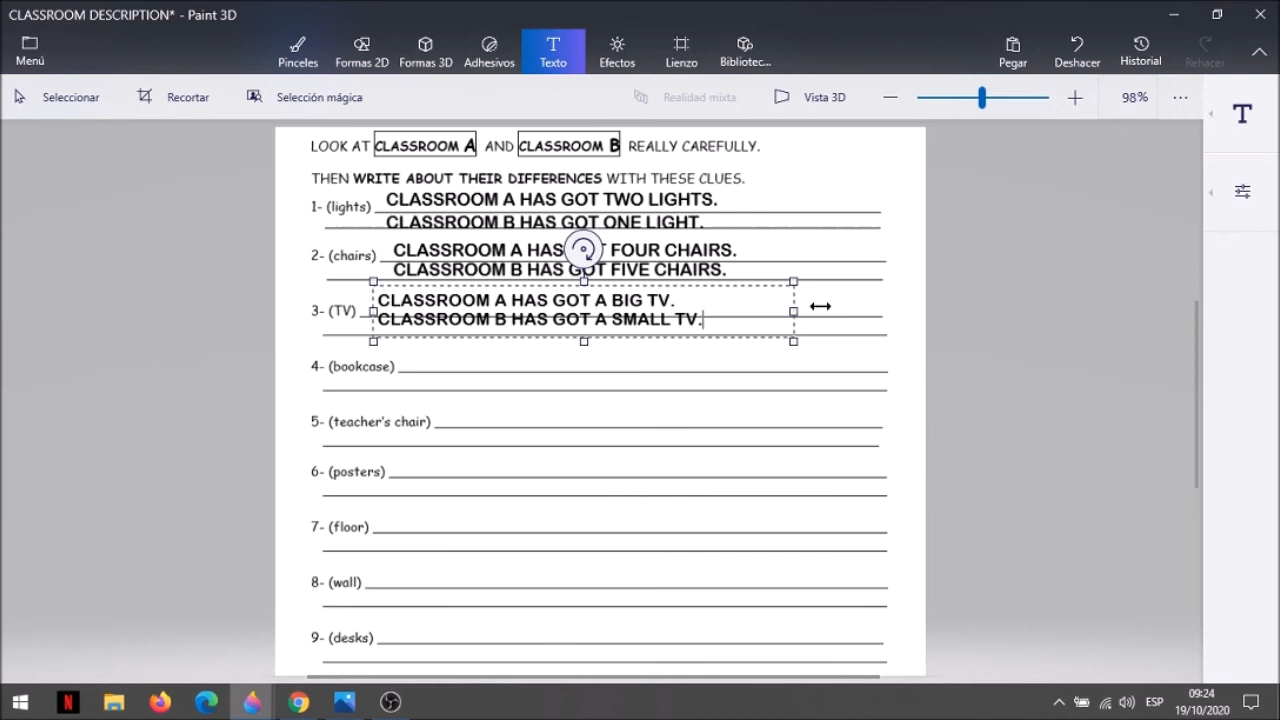 CLASSROOM DESCRIPTION* - Paint 3D
Menú
Pinceles
Formas 2D
Formas 3D
Adhesivos
Texto
Efectos
Lienzo
Bibliotec...
Pegar
Deshacer
Historial
Rehacer
Seleccionar
Recortar
Selección mágica
Realidad mixta
Vista 3D
98%
LOOK AT CLASSROOM A AND CLASSROOM B REALLY CAREFULLY.
THEN WRITE ABOUT THEIR DIFFERENCES WITH THESE CLUES.
1- (lights) CLASSROOM A HAS GOT TWO LIGHTS.
CLASSROOM B HAS GOT ONE LIGHT.
2- (chairs) CLASSROOM A HAS FOUR CHAIRS.
CLASSROOM B HAS GOT FIVE CHAIRS.
3- (TV) CLASSROOM A HAS GOT A BIG TV.
CLASSROOM B HAS GOT A SMALL TV.
4- (bookcase)
5- (teacher's chair)
6- (posters)
7- (floor)
8- (wall)
9- (desks)
ESP
09:24
19/10/2020